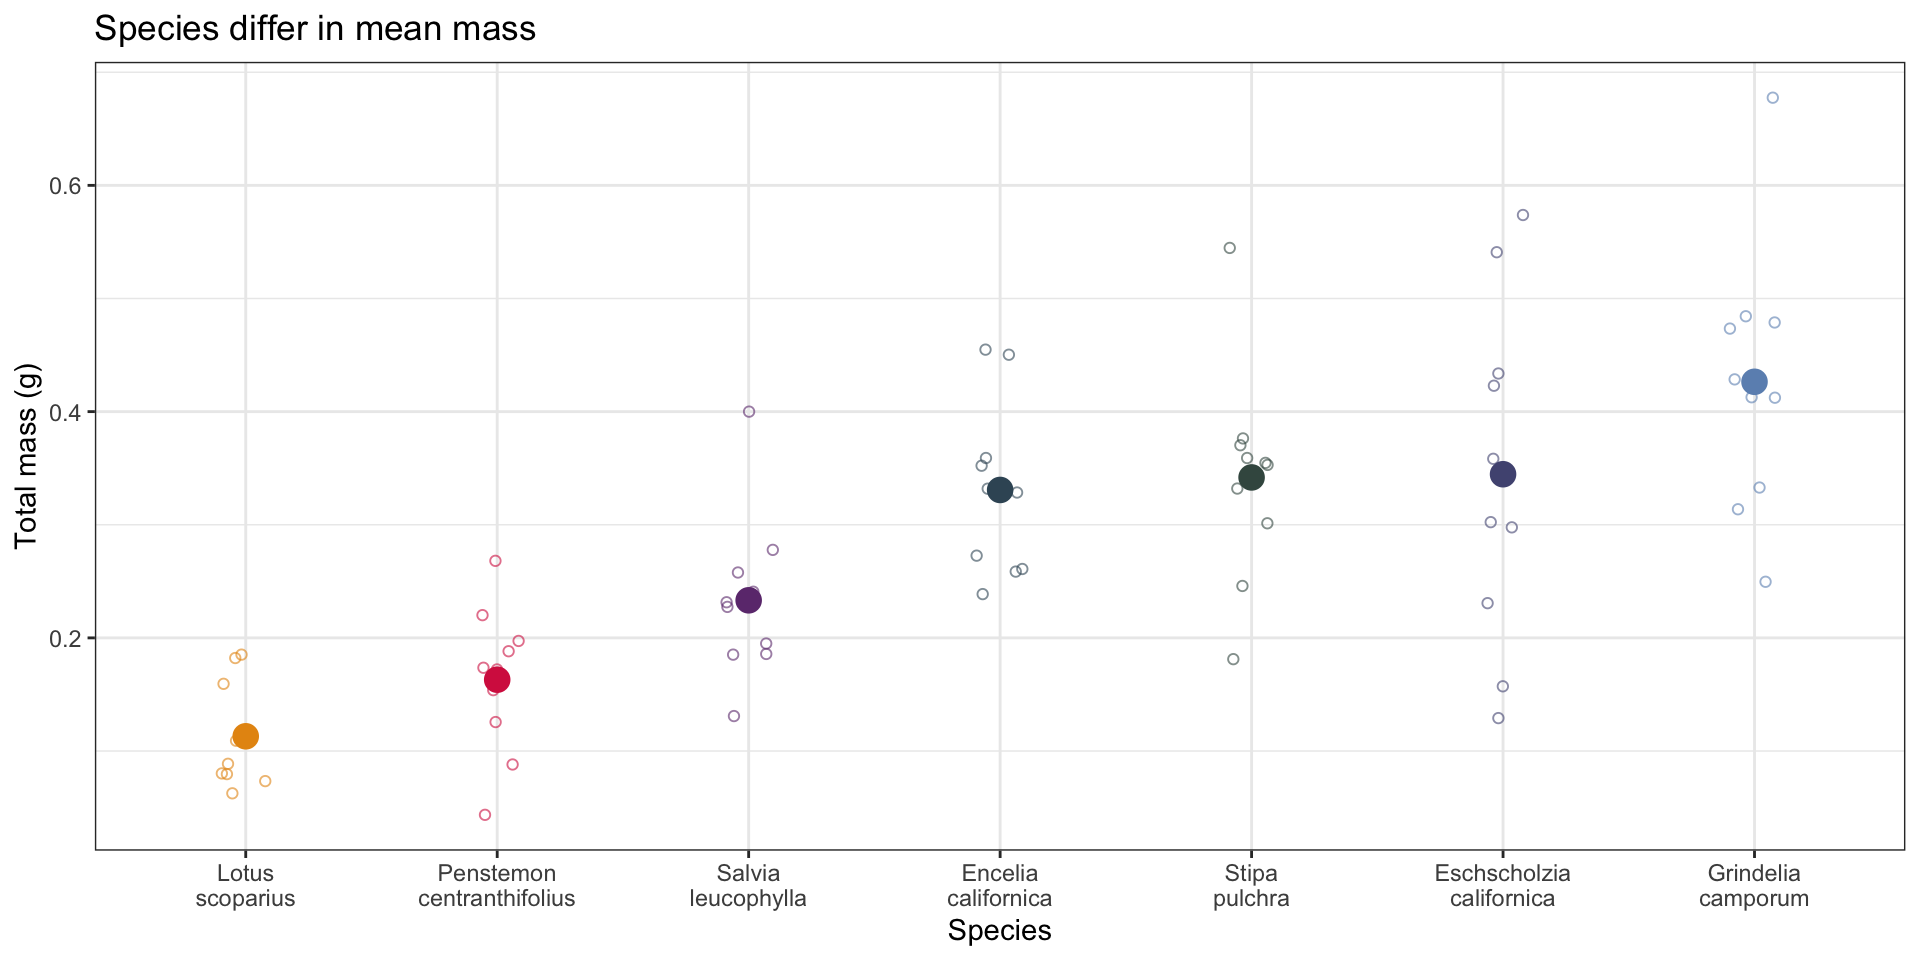 Species differ in mean mass
Total mass (g)
0.6
0.4
0.2
Lotus
scoparius
Penstemon
centranthifolius
Salvia
leucophylla
Encelia
californica
Stipa
pulchra
Eschscholzia
californica
Grindelia
camporum
Species